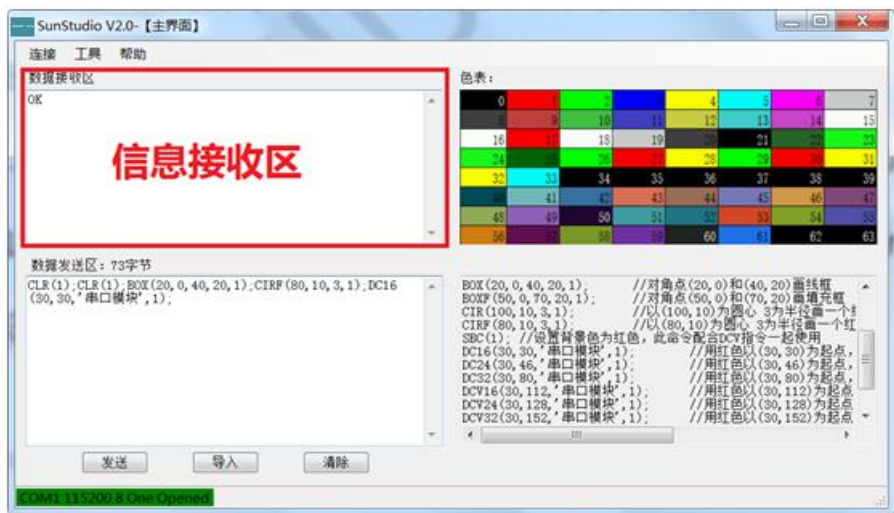 SunStudio V2.0-【主界面】
连接 工具 帮助
数据接收区
OK
信息接收区
色表：
0 1 2 4 5 6 7
8 9 10 11 12 13 14 15
16 17 18 19 20 21 22 23
24 25 26 27 28 29 30 31
32 33 34 35 36 37 38 39
40 41 42 43 44 45 46 47
48 49 50 51 52 53 54 55
56 57 58 59 60 61 62 63
数据发送区：73字节
CLR(1);CLR(1);BOX(20,0,40,20,1);CIRF(80,10,3,1);DC16
(30,30,'串口模块',1);
BOX(20,0,40,20,1); //对角点(20,0)和(40,20)画线框
BOXF(50,0,70,20,1); //对角点(50,0)和(70,20)画填充框
CIR(100,10,3,1); //以(100,10)为圆心 3为半径画一个
CIRF(80,10,3,1); //以(80,10)为圆心 3为半径画一个红
SBC(1); //设置背景色为红色，此命令配合DCV指令一起使用
DC16(30,30,'串口模块',1); //用红色以(30,30)为起点，
DC24(30,46,'串口模块',1); //用红色以(30,46)为起点，
DC32(30,80,'串口模块',1); //用红色以(30,80)为起点，
DCV16(30,112,'串口模块',1); //用红色以(30,112)为起点
DCV24(30,128,'串口模块',1); //用红色以(30,128)为起点
DCV32(30,152,'串口模块',1); //用红色以(30,152)为起点
发送 导入 清除
COM1 115200 8 One Opened